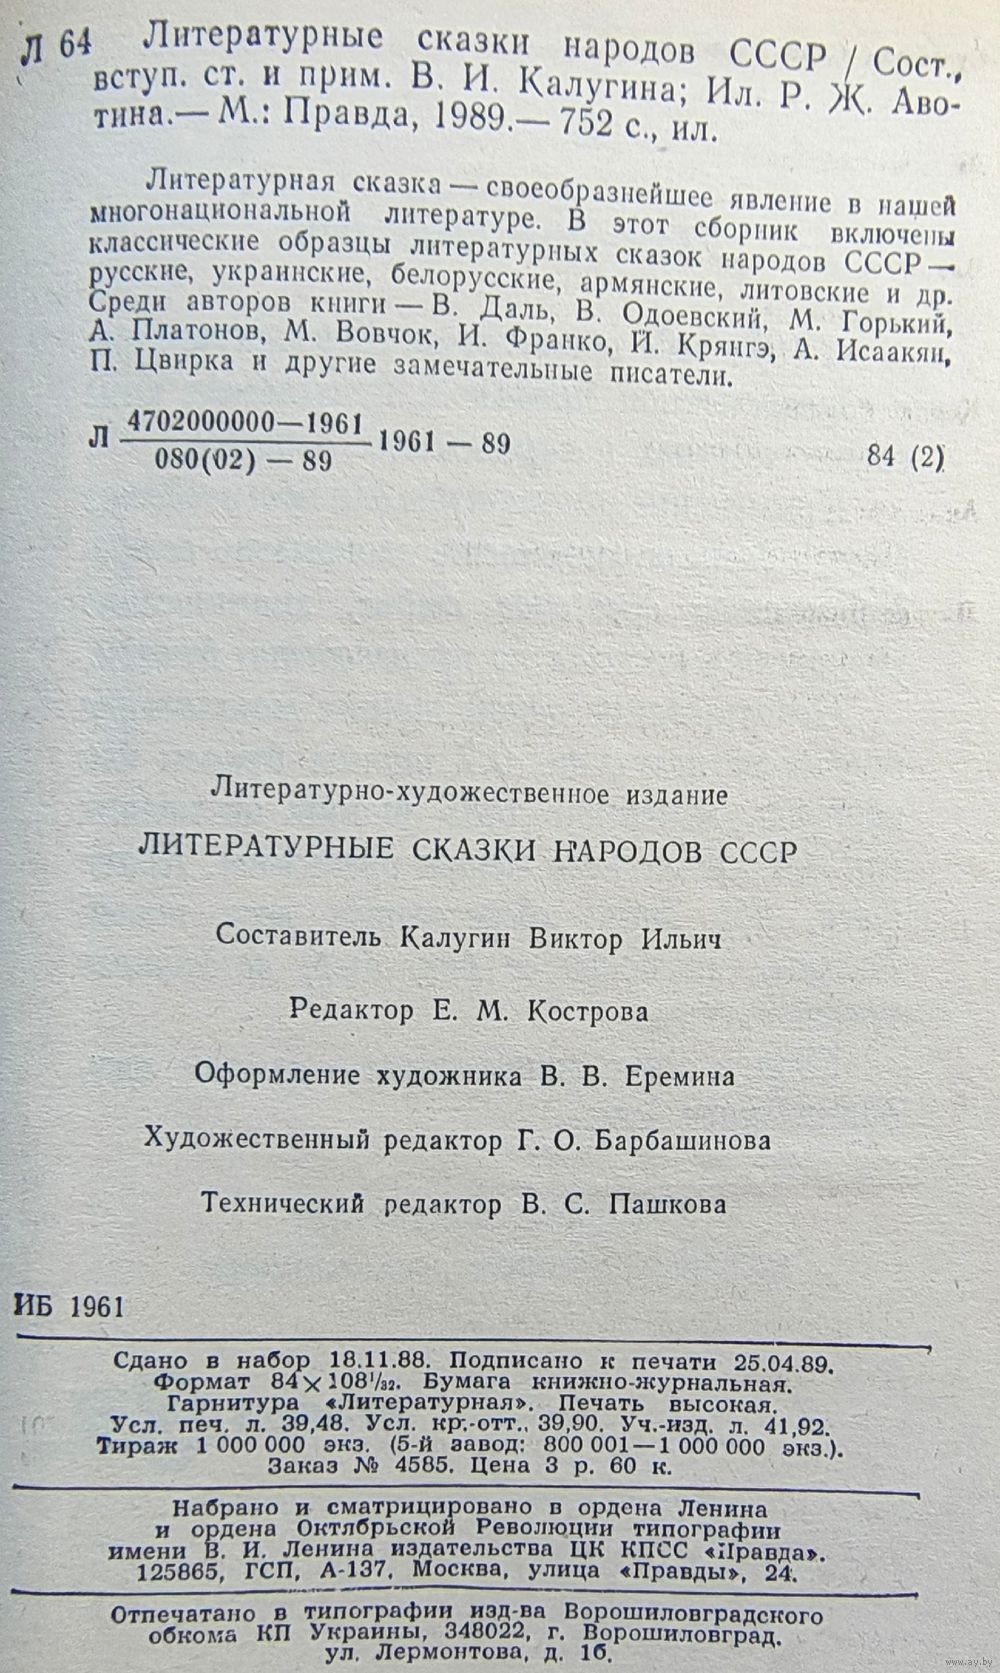 Л 64 Литературные сказки народов СССР / Сост.,
вступ. ст. и прим. В. И. Калугина; Ил. Р. Ж. Аво-
тина.— М.: Правда, 1989.— 752 с., ил.
Литературная сказка — своеобразнейшее явление в нашей
многонациональной литературе. В этот сборник включены
классические образцы литературных сказок народов СССР —
русские, украинские, белорусские, армянские, литовские и др.
Среди авторов книги — В. Даль, В. Одоевский, М. Горький,
А. Платонов, М. Вовчок, И. Франко, Й. Крянгэ, А. Исаакян,
П. Цвирка и другие замечательные писатели.
Л 4702000000—1961 1961 — 89
080(02) — 89
84 (2)
Литературно-художественное издание
ЛИТЕРАТУРНЫЕ СКАЗКИ НАРОДОВ СССР
Составитель Калугин Виктор Ильич
Редактор Е. М. Кострова
Оформление художника В. В. Еремина
Художественный редактор Г. О. Барбашинова
Технический редактор В. С. Пашкова
ИБ 1961
Сдано в набор 18.11.88. Подписано к печати 25.04.89.
Формат 84×108¹/₃₂. Бумага книжно-журнальная.
Гарнитура «Литературная». Печать высокая.
Усл. печ. л. 39,48. Усл. кр.-отт. 39,90. Уч.-изд. л. 41,92.
Тираж 1 000 000 экз. (5-й завод: 800 001—1 000 000 экз.).
Заказ № 4585. Цена 3 р. 60 к.
Набрано и сматрицировано в ордена Ленина
и ордена Октябрьской Революции типографии
имени В. И. Ленина издательства ЦК КПСС «Правда».
125865, ГСП, А-137, Москва, улица «Правды», 24.
Отпечатано в типографии изд-ва Ворошиловградского
обкома КП Украины, 348022, г. Ворошиловград.
ул. Лермонтова, д. 1б.
www.ay.by